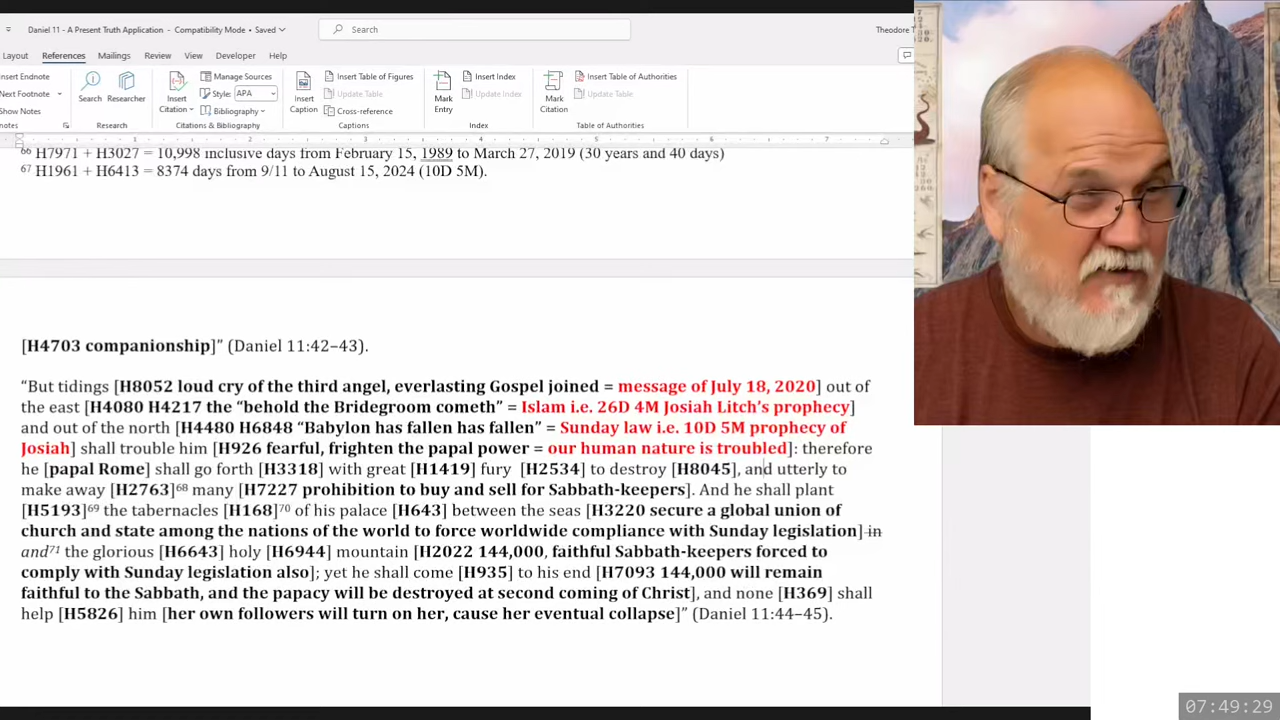 Daniel 11 - A Present Truth Application - Compatibility Mode • Saved
Search
Theodore T
Layout References Mailings Review View Developer Help
nsert Endnote
Next Footnote
Show Notes
notes
Search
Researcher
Research
Insert
Citation
Manage Sources
Style: APA
Bibliography
Citations & Bibliography
Insert
Caption
Insert Table of Figures
Update Table
Cross-reference
Captions
Mark
Entry
Insert Index
Update Index
Index
Mark
Citation
Insert Table of Authorities
Update Table
Table of Authorities
1 2 3 4 5 6 7
66 H7971 + H3027 = 10,998 inclusive days from February 15, 1989 to March 27, 2019 (30 years and 40 days)
67 H1961 + H6413 = 8374 days from 9/11 to August 15, 2024 (10D 5M).
[H4703 companionship]” (Daniel 11:42–43).
“But tidings [H8052 loud cry of the third angel, everlasting Gospel joined = message of July 18, 2020] out of
the east [H4080 H4217 the “behold the Bridegroom cometh” = Islam i.e. 26D 4M Josiah Litch’s prophecy]
and out of the north [H4480 H6848 “Babylon has fallen has fallen” = Sunday law i.e. 10D 5M prophecy of
Josiah] shall trouble him [H926 fearful, frighten the papal power = our human nature is troubled]: therefore
he [papal Rome] shall go forth [H3318] with great [H1419] fury [H2534] to destroy [H8045], and utterly to
make away [H2763]68 many [H7227 prohibition to buy and sell for Sabbath-keepers]. And he shall plant
[H5193]69 the tabernacles [H168]70 of his palace [H643] between the seas [H3220 secure a global union of
church and state among the nations of the world to force worldwide compliance with Sunday legislation] in
and71 the glorious [H6643] holy [H6944] mountain [H2022 144,000, faithful Sabbath-keepers forced to
comply with Sunday legislation also]; yet he shall come [H935] to his end [H7093 144,000 will remain
faithful to the Sabbath, and the papacy will be destroyed at second coming of Christ], and none [H369] shall
help [H5826] him [her own followers will turn on her, cause her eventual collapse]” (Daniel 11:44–45).
07:49:29